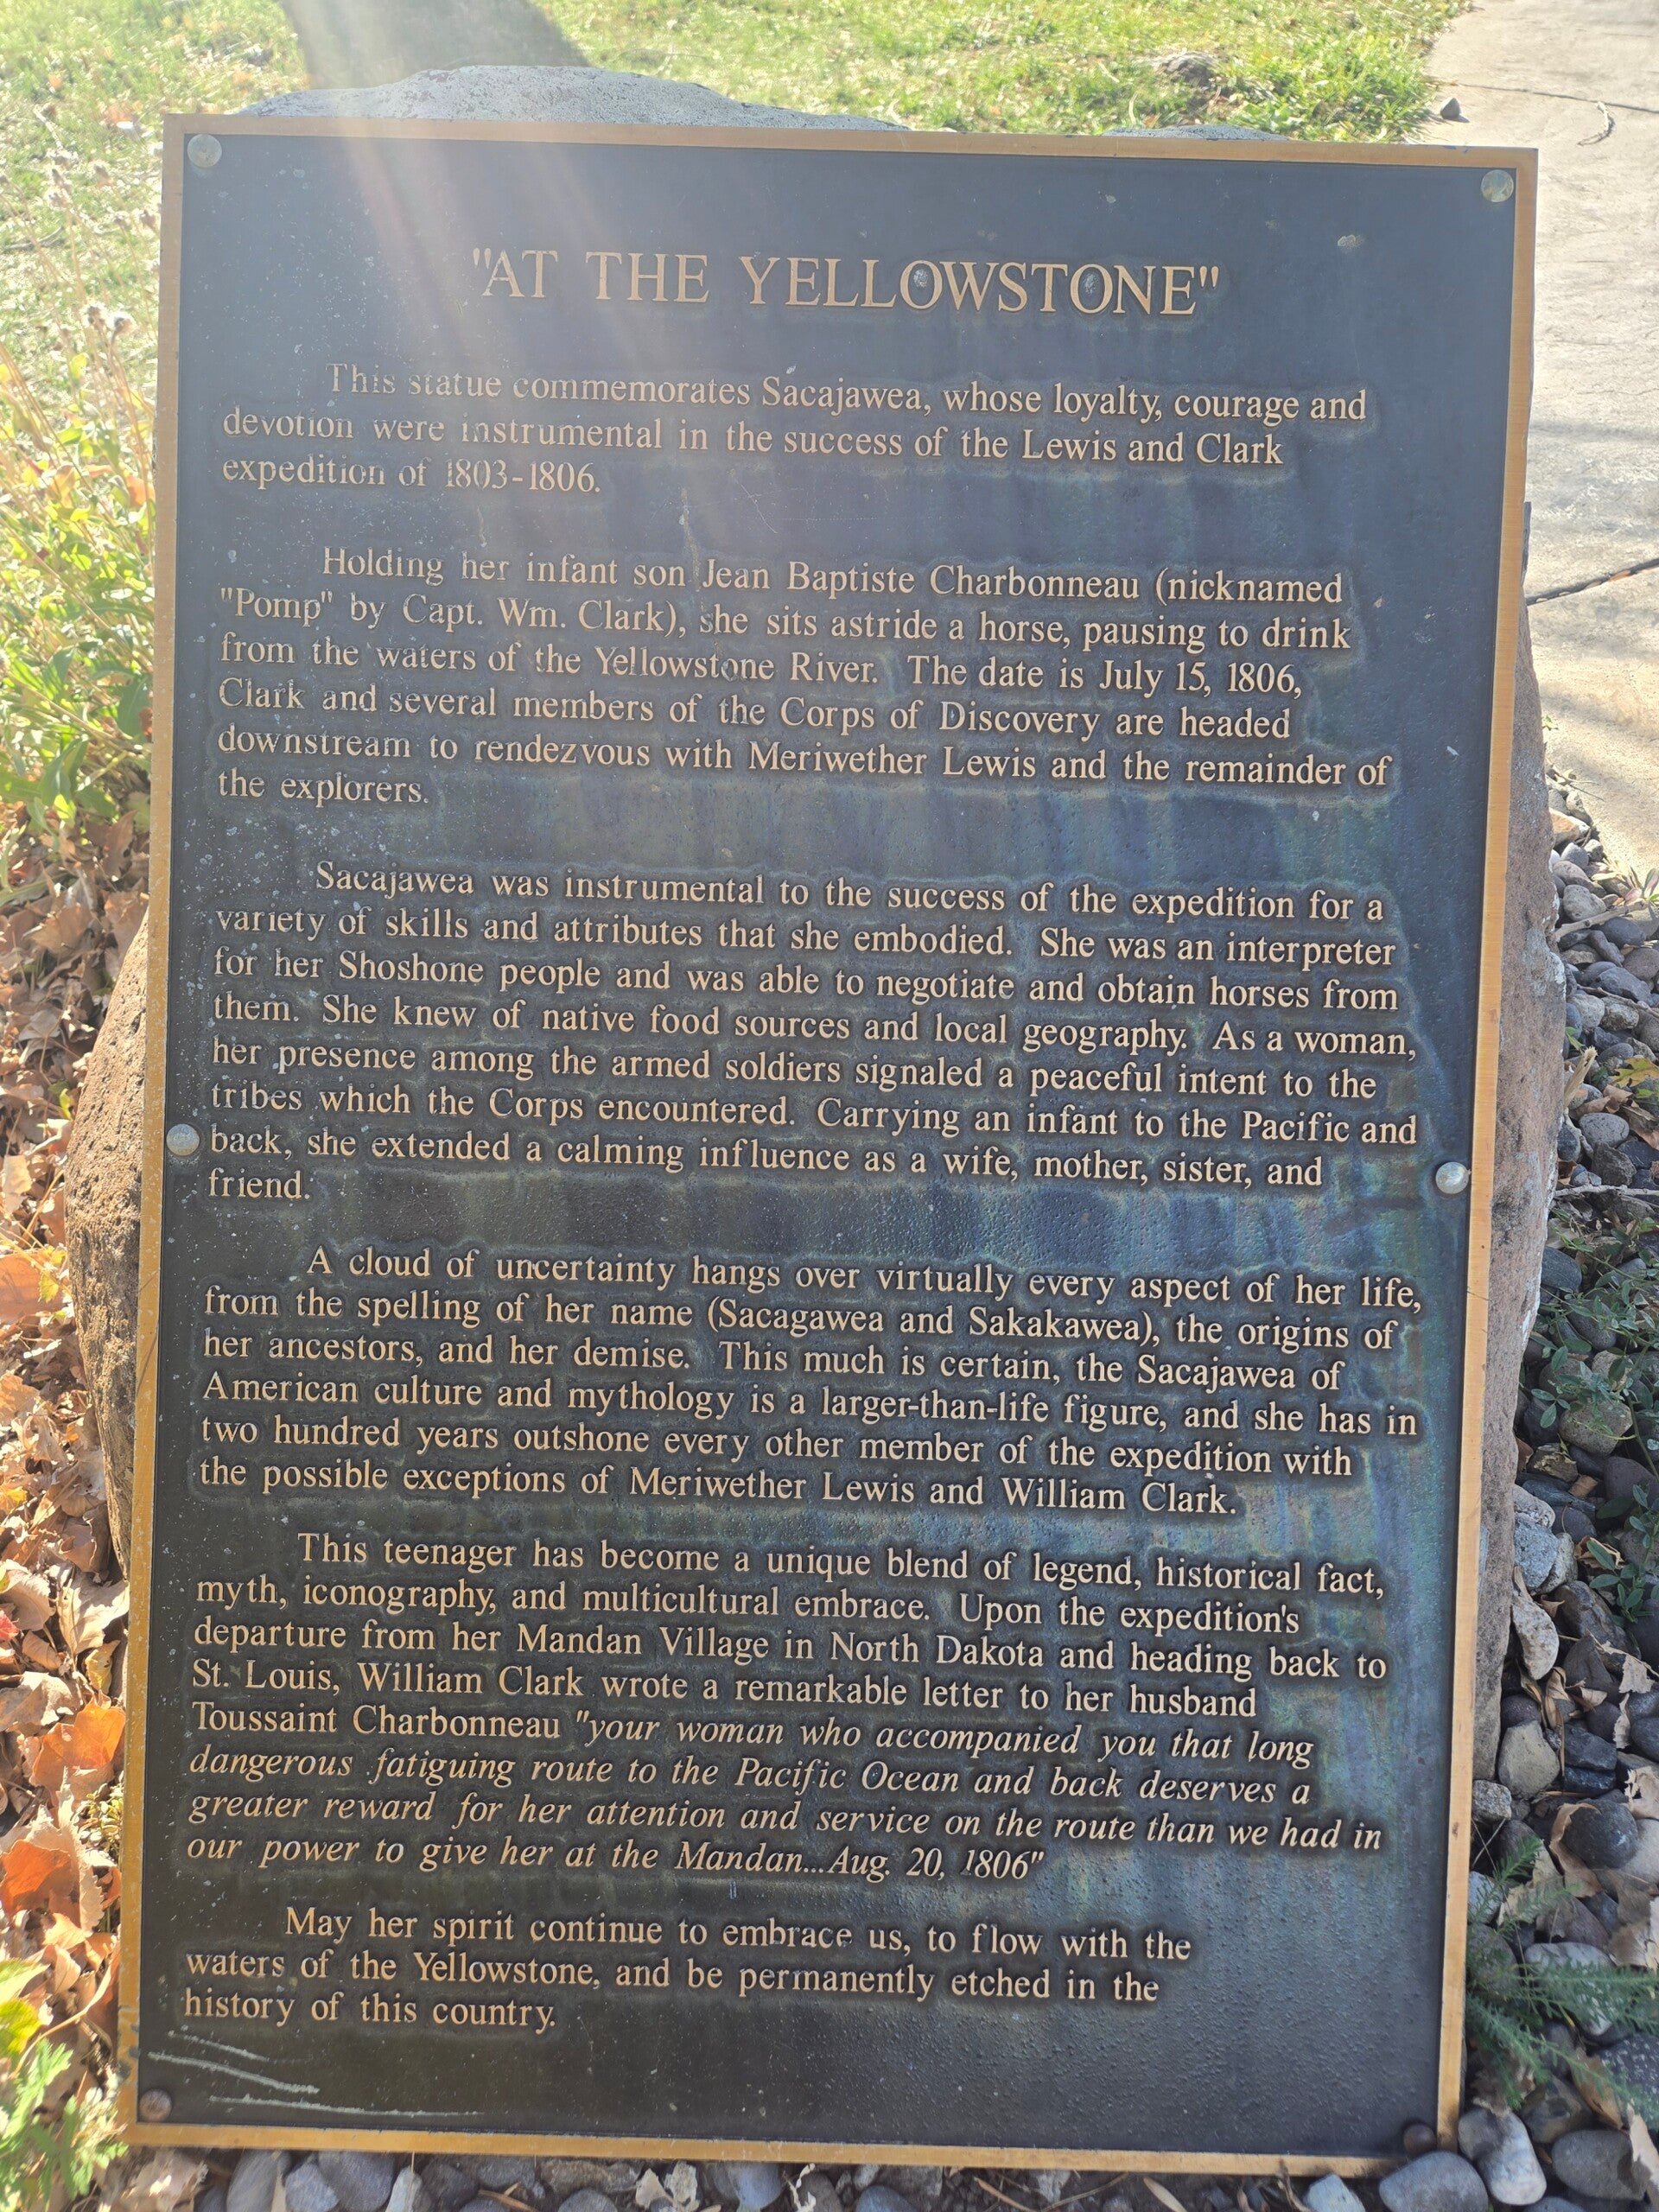 "AT THE YELLOWSTONE"
This statue commemorates Sacajawea, whose loyalty, courage and
devotion were instrumental in the success of the Lewis and Clark
expedition of 1803-1806.
Holding her infant son Jean Baptiste Charbonneau (nicknamed
"Pomp" by Capt. Wm. Clark), she sits astride a horse, pausing to drink
from the waters of the Yellowstone River. The date is July 15, 1806,
Clark and several members of the Corps of Discovery are headed
downstream to rendezvous with Meriwether Lewis and the remainder of
the explorers.
Sacajawea was instrumental to the success of the expedition for a
variety of skills and attributes that she embodied. She was an interpreter
for her Shoshone people and was able to negotiate and obtain horses from
them. She knew of native food sources and local geography. As a woman,
her presence among the armed soldiers signaled a peaceful intent to the
tribes which the Corps encountered. Carrying an infant to the Pacific and
back, she extended a calming influence as a wife, mother, sister, and
friend.
A cloud of uncertainty hangs over virtually every aspect of her life,
from the spelling of her name (Sacagawea and Sakakawea), the origins of
her ancestors, and her demise. This much is certain, the Sacajawea of
American culture and mythology is a larger-than-life figure, and she has in
two hundred years outshone every other member of the expedition with
the possible exceptions of Meriwether Lewis and William Clark.
This teenager has become a unique blend of legend, historical fact,
myth, iconography, and multicultural embrace. Upon the expedition's
departure from her Mandan Village in North Dakota and heading back to
St. Louis, William Clark wrote a remarkable letter to her husband
Toussaint Charbonneau "your woman who accompanied you that long
dangerous fatiguing route to the Pacific Ocean and back deserves a
greater reward for her attention and service on the route than we had in
our power to give her at the Mandan...Aug. 20, 1806"
May her spirit continue to embrace us, to flow with the
waters of the Yellowstone, and be permanently etched in the
history of this country.